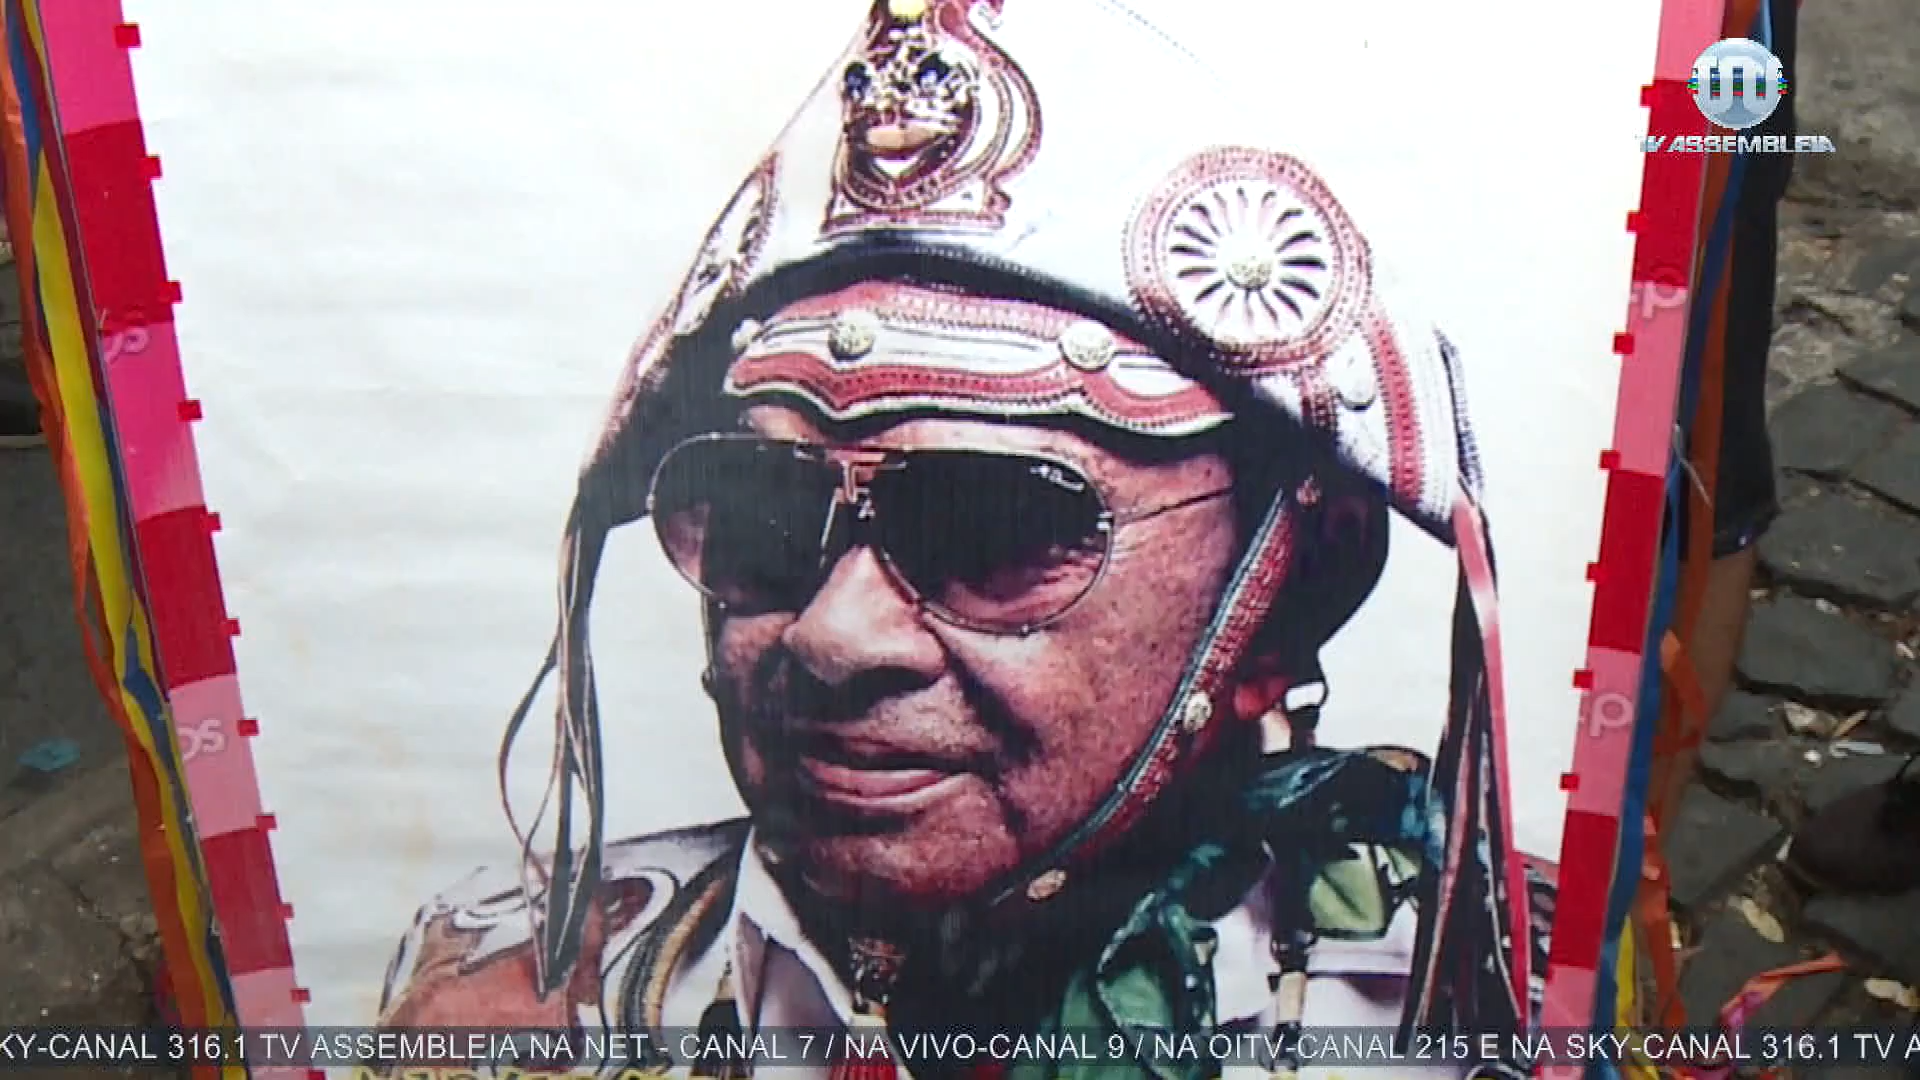 TV ASSEMBLEIA
KY-CANAL 316.1 TV ASSEMBLEIA NA NET - CANAL 7 / NA VIVO-CANAL 9 / NA OITV-CANAL 215 E NA SKY-CANAL 316.1 TV A